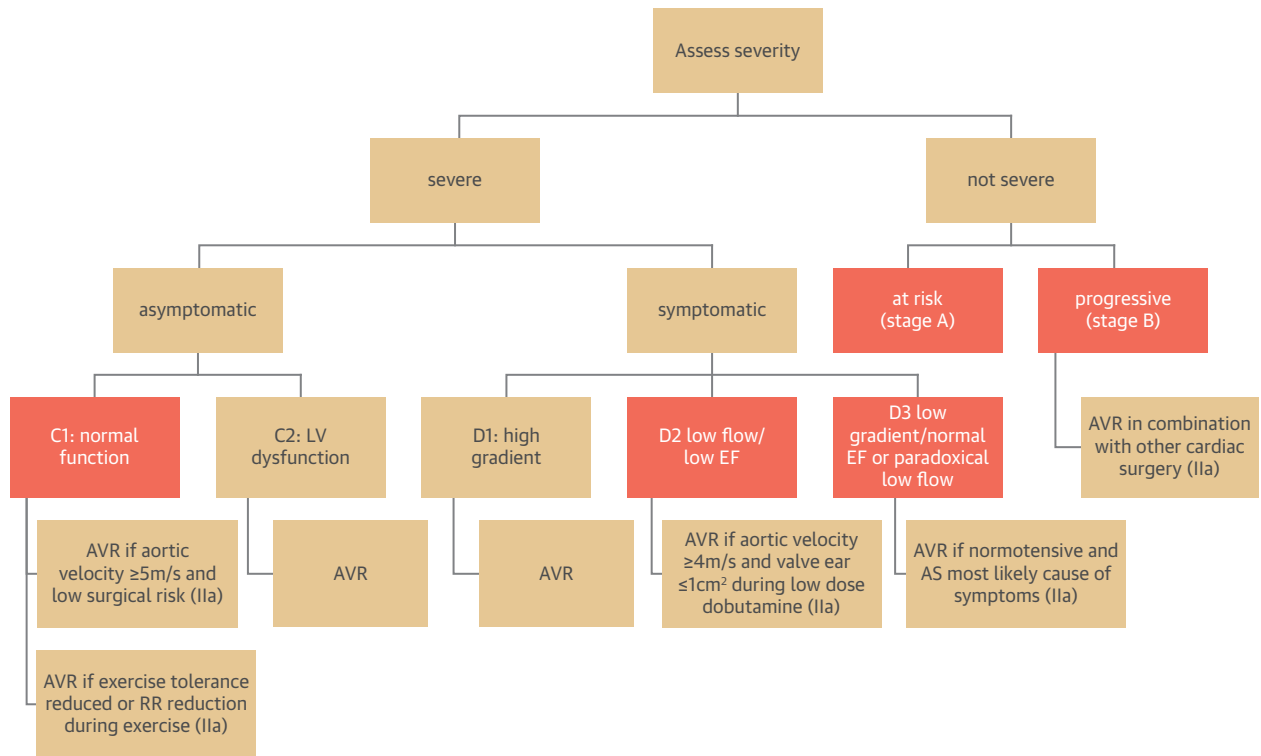 Assess severity
severe
not severe
asymptomatic
symptomatic
at risk
(stage A)
progressive
(stage B)
C1: normal
function
C2: LV
dysfunction
D1: high
gradient
D2 low flow/
low EF
D3 low
gradient/normal
EF or paradoxical
low flow
AVR in combination
with other cardiac
surgery (IIa)
AVR if aortic
velocity ≥5m/s and
low surgical risk (IIa)
AVR
AVR
AVR if aortic velocity
≥4m/s and valve ear
≤1cm² during low dose
dobutamine (IIa)
AVR if normotensive and
AS most likely cause of
symptoms (IIa)
AVR if exercise tolerance
reduced or RR reduction
during exercise (IIa)